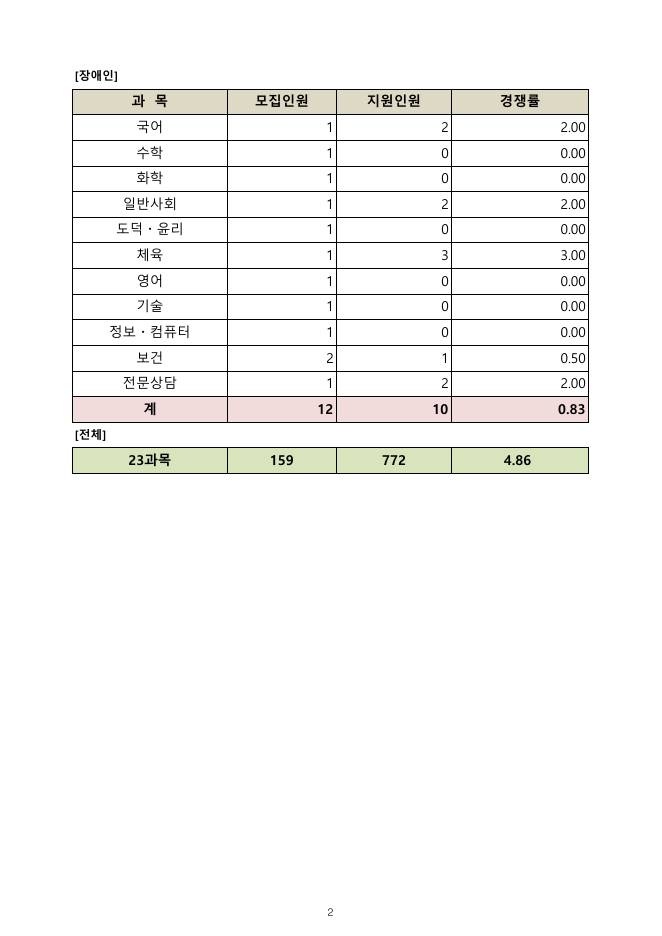 [장애인]
과 목 모집인원 지원인원 경쟁률
국어 1 2 2.00
수학 1 0 0.00
화학 1 0 0.00
일반사회 1 2 2.00
도덕・윤리 1 0 0.00
체육 1 3 3.00
영어 1 0 0.00
기술 1 0 0.00
정보・컴퓨터 1 0 0.00
보건 2 1 0.50
전문상담 1 2 2.00
계 12 10 0.83
[전체]
23과목 159 772 4.86
2